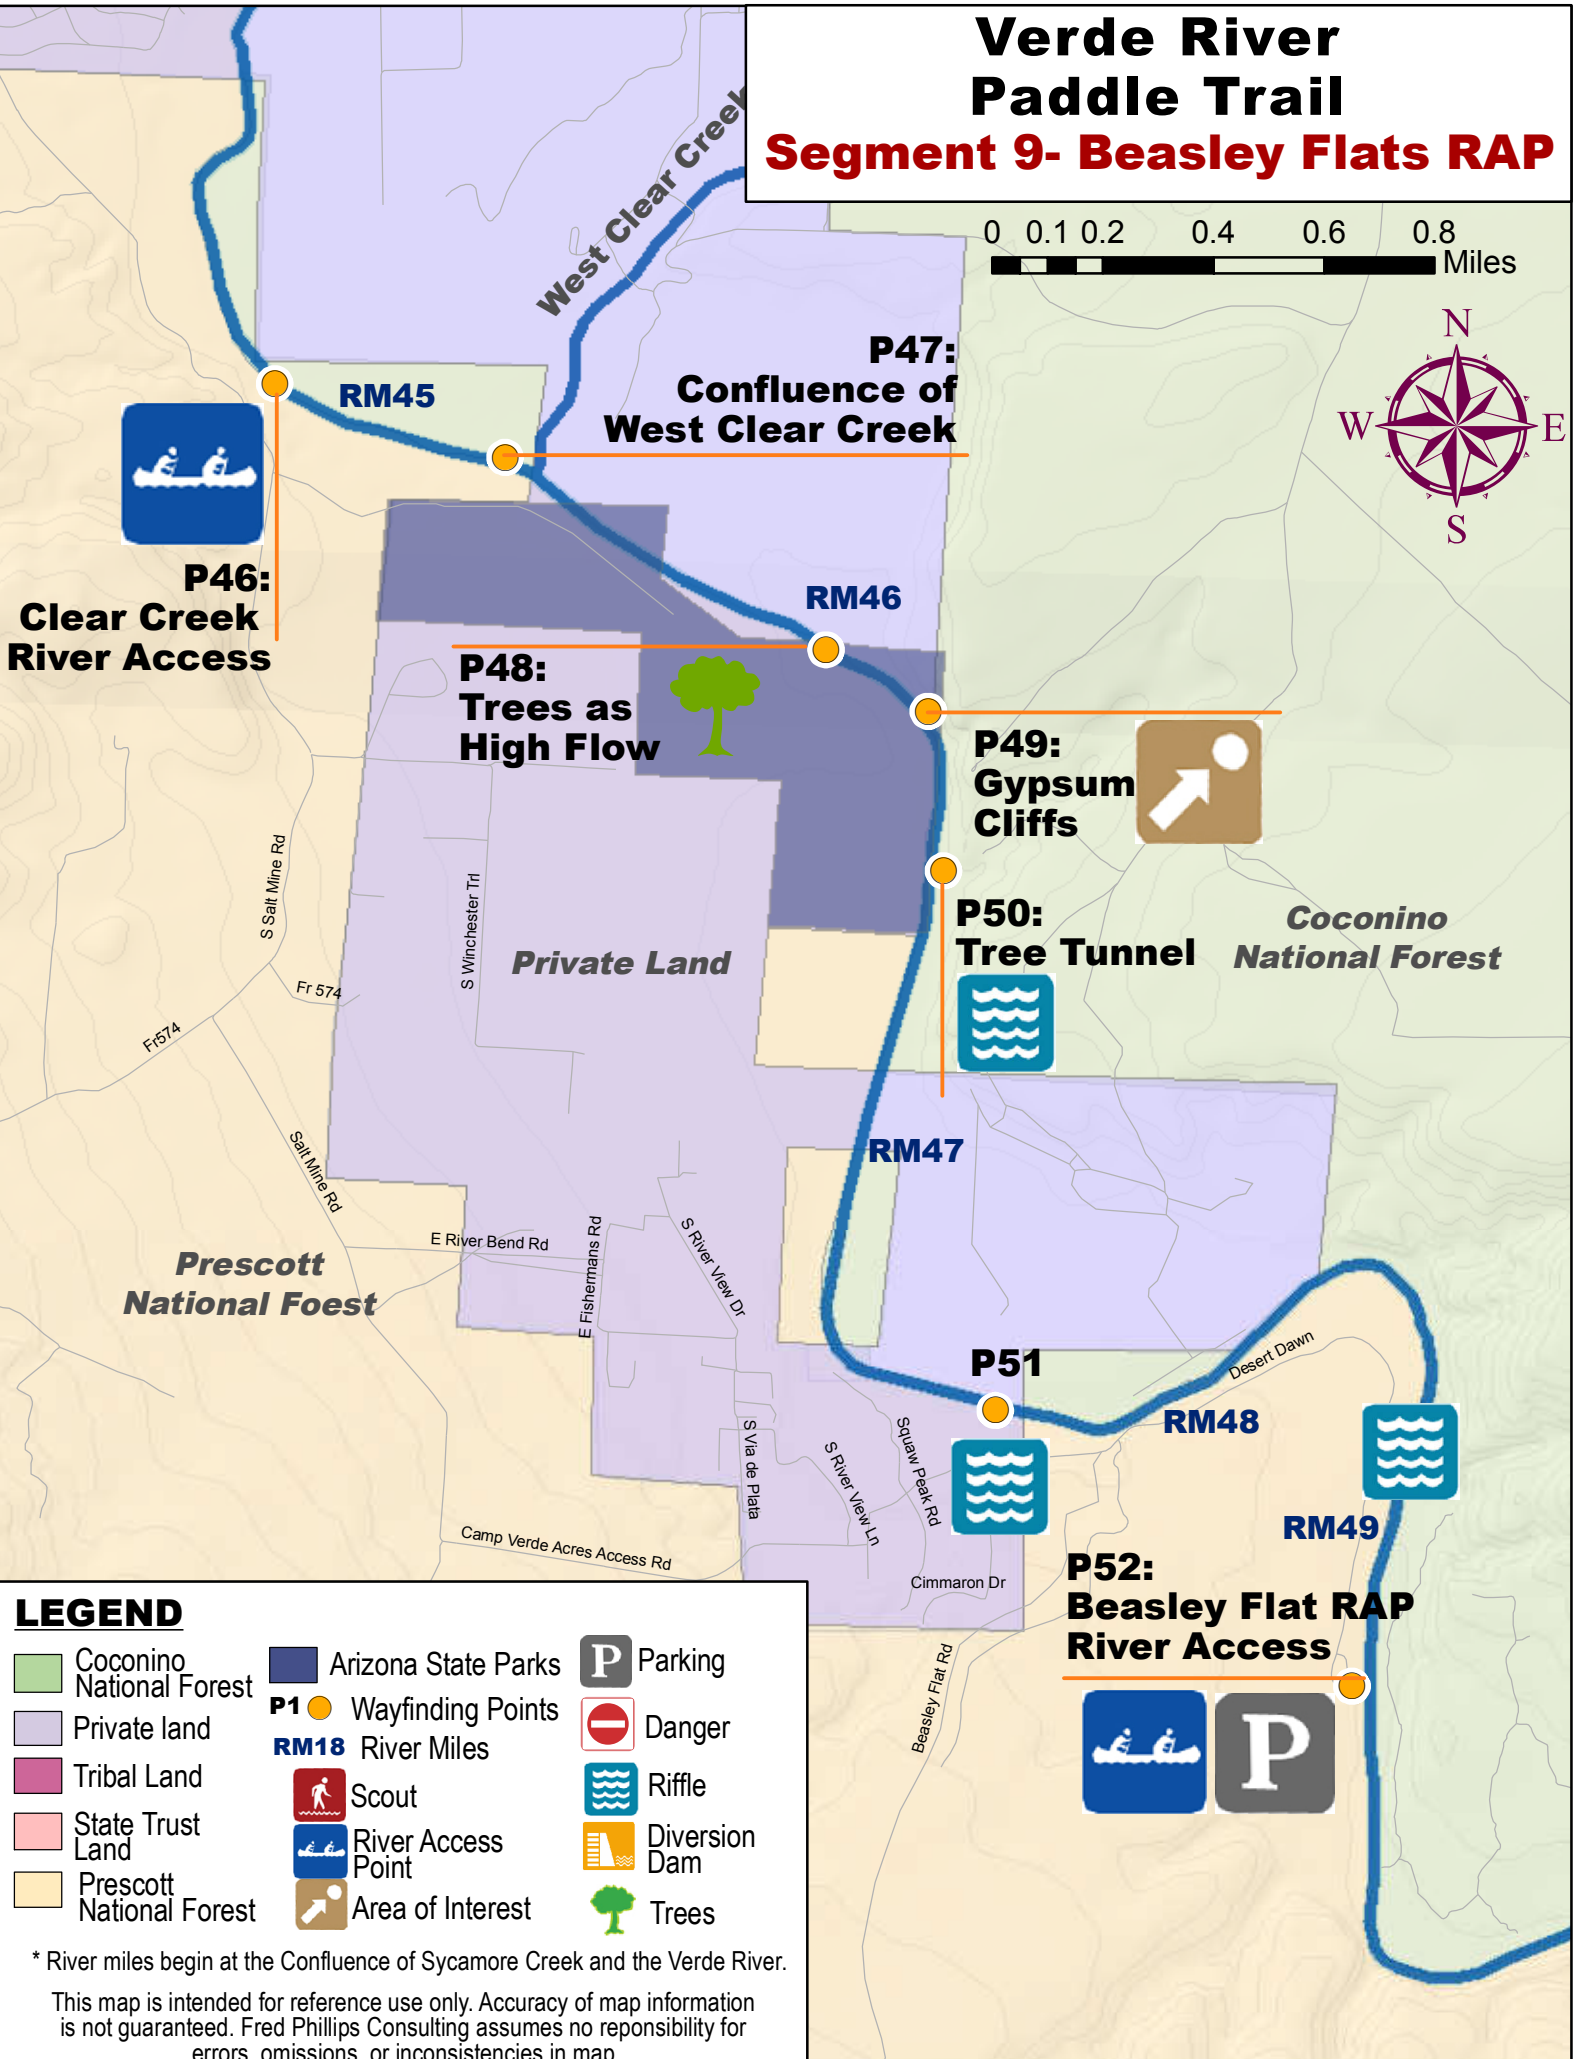 Verde River
Paddle Trail
Segment 9- Beasley Flats RAP
0 0.1 0.2 0.4 0.6 0.8
Miles
N
W E
S
West Clear Creek
P47:
Confluence of
West Clear Creek
RM45
P46:
Clear Creek
River Access
RM46
P48:
Trees as
High Flow
P49:
Gypsum
Cliffs
P50:
Tree Tunnel
Coconino
National Forest
S Salt Mine Rd
S Winchester Trl
Private Land
Fr 574
Fr574
Salt Mine Rd
RM47
Prescott
National Foest
E River Bend Rd
E Fishermans Rd
S River View Dr
P51
Desert Dawn
RM48
S Via de Plata
S River View Ln
Squaw Peak Rd
Camp Verde Acres Access Rd
Cimmaron Dr
RM49
P52:
Beasley Flat RAP
River Access
Beasley Flat Rd
P
LEGEND
Coconino
National Forest
Private land
Tribal Land
State Trust
Land
Prescott
National Forest
Arizona State Parks
P1 Wayfinding Points
RM18 River Miles
Scout
River Access
Point
Area of Interest
P Parking
Danger
Riffle
Diversion
Dam
Trees
* River miles begin at the Confluence of Sycamore Creek and the Verde River.
This map is intended for reference use only. Accuracy of map information
is not guaranteed. Fred Phillips Consulting assumes no reponsibility for
errors, omissions, or inconsistencies in map.